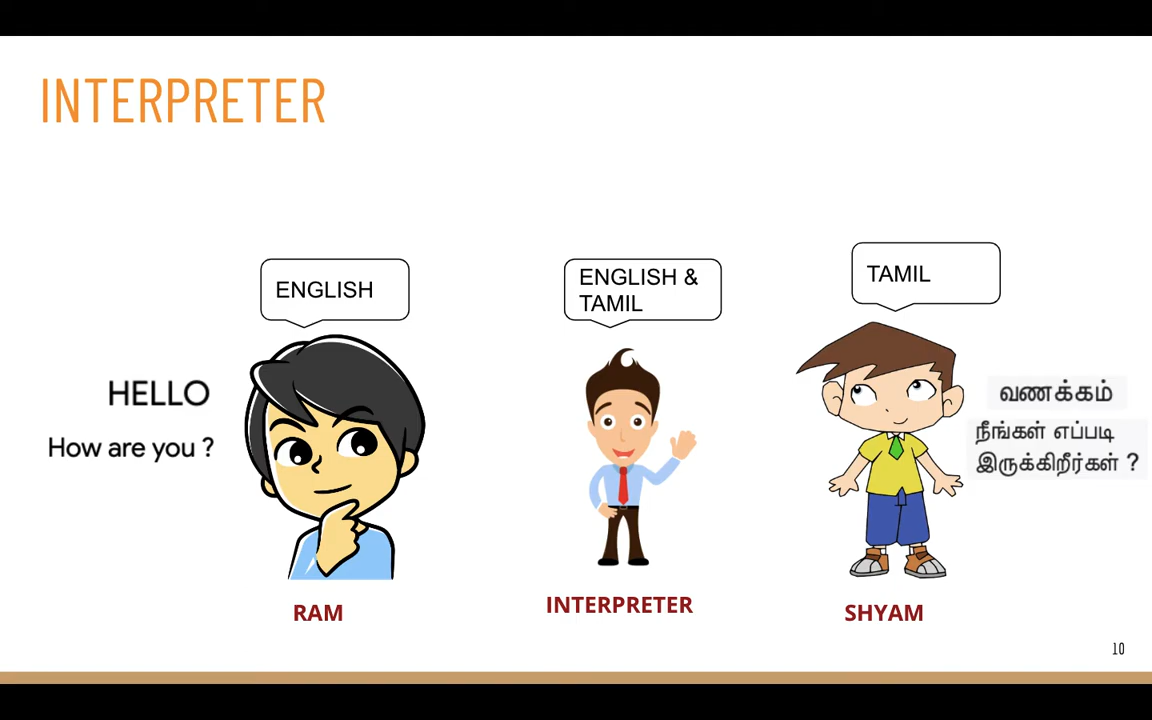 INTERPRETER
ENGLISH
ENGLISH &
TAMIL
TAMIL
HELLO
How are you ?
வணக்கம்
நீங்கள் எப்படி
இருக்கிறீர்கள் ?
RAM
INTERPRETER
SHYAM
10